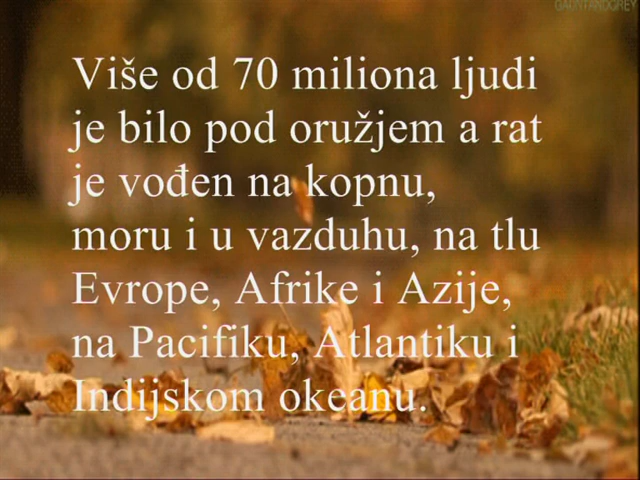 GAUNTANDGREY
Više od 70 miliona ljudi
je bilo pod oružjem a rat
je vođen na kopnu,
moru i u vazduhu, na tlu
Evrope, Afrike i Azije,
na Pacifiku, Atlantiku i
Indijskom okeanu.